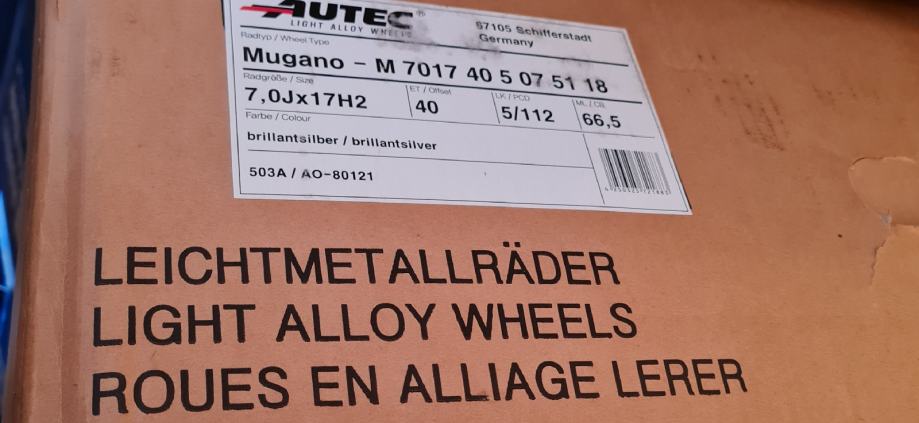 AUTEC®
LIGHT ALLOY WHEELS
67105 Schifferstadt
Germany
Radtyp / Wheel Type
Mugano - M 7017 40 5 07 51 18
Radgröße / Size
7,0Jx17H2
ET / Offset
40
LK / PCD
5/112
ML / CB
66,5
Farbe / Colour
brillantsilber / brillantsilver
503A / AO-80121
LEICHTMETALLRÄDER
LIGHT ALLOY WHEELS
ROUES EN ALLIAGE LERER